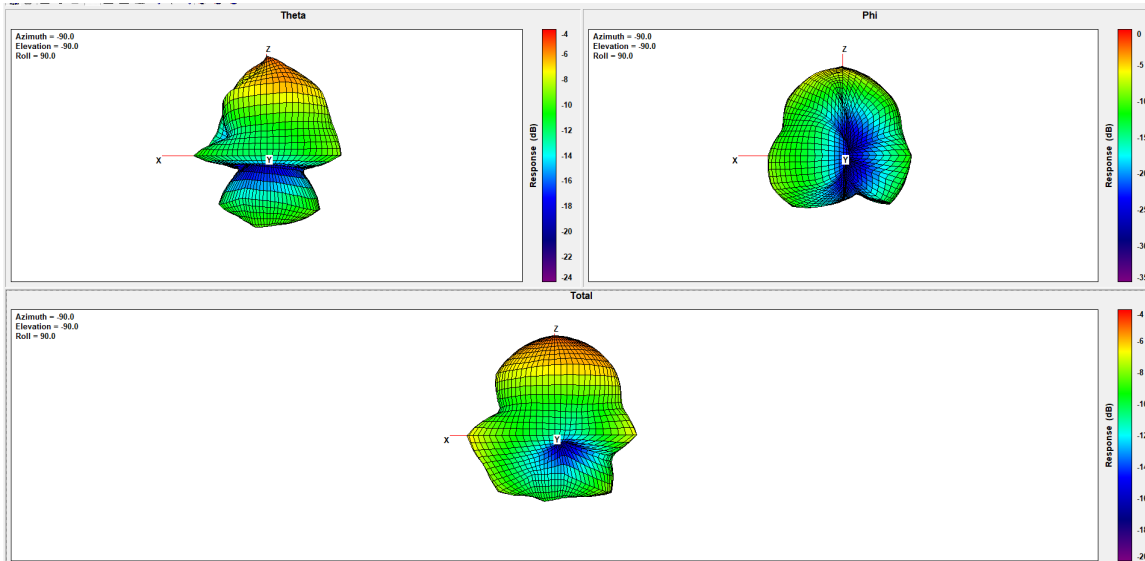 Theta
Azimuth = -90.0
Elevation = -90.0
Roll = 90.0
Z
X
Y
Response (dB)
-4
-6
-8
-10
-12
-14
-16
-18
-20
-22
-24
Phi
Azimuth = -90.0
Elevation = -90.0
Roll = 90.0
Z
X
Y
Response (dB)
0
-5
-10
-15
-20
-25
-30
-35
Total
Azimuth = -90.0
Elevation = -90.0
Roll = 90.0
Z
X
Y
Response (dB)
-4
-6
-8
-10
-12
-14
-16
-18
-20